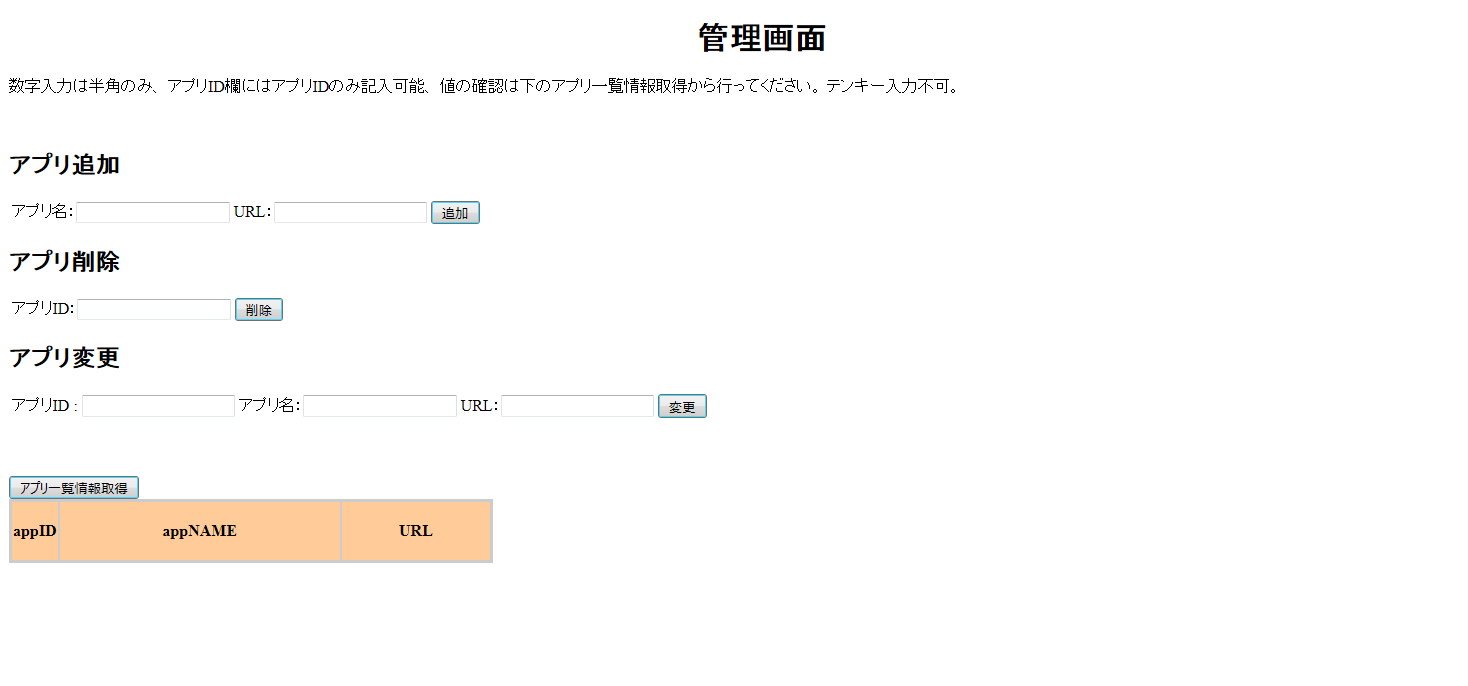 管理画面
数字入力は半角のみ、アプリID欄にはアプリIDのみ記入可能、値の確認は下のアプリ一覧情報取得から行ってください。テンキー入力不可。
アプリ追加
アプリ名: URL: 追加
アプリ削除
アプリID: 削除
アプリ変更
アプリID : アプリ名: URL: 変更
アプリ一覧情報取得
appID appNAME URL